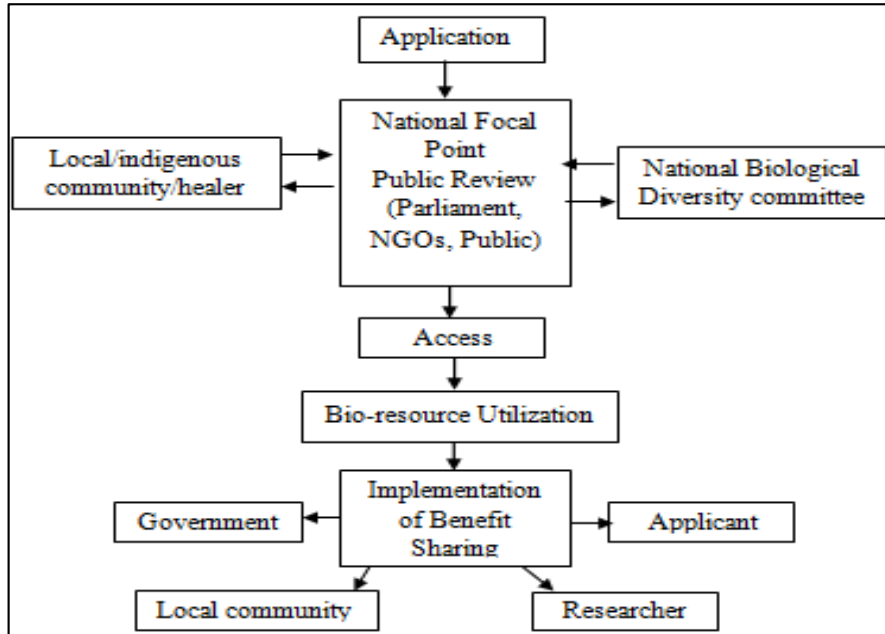 Application
National Focal
Point
Public Review
(Parliament,
NGOs, Public)
Local/indigenous
community/healer
National Biological
Diversity committee
Access
Bio-resource Utilization
Implementation
of Benefit
Sharing
Government
Applicant
Local community
Researcher